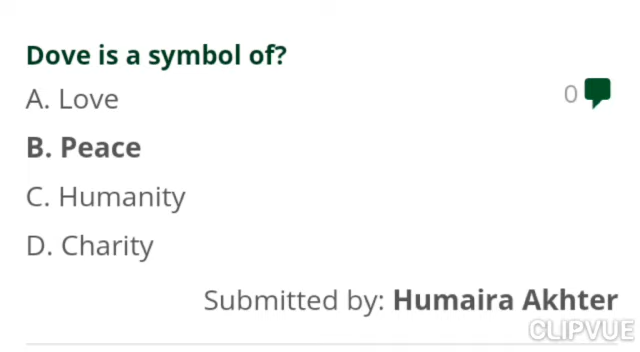 Dove is a symbol of?
A. Love
0
B. Peace
C. Humanity
D. Charity
Submitted by: Humaira Akhter
CLIPVUE